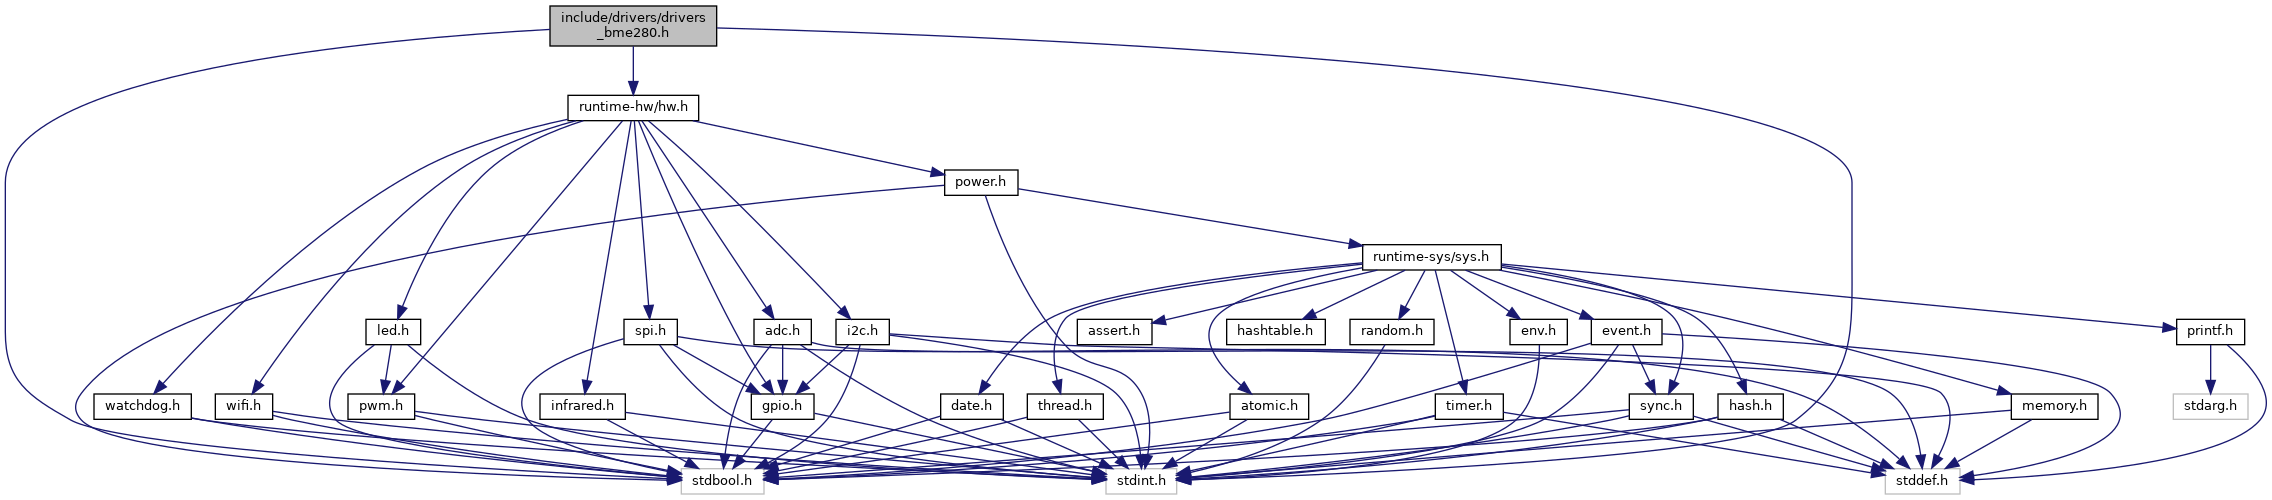 include/drivers/drivers
_bme280.h
runtime-hw/hw.h
power.h
runtime-sys/sys.h
led.h
spi.h
adc.h
i2c.h
assert.h
hashtable.h
random.h
env.h
event.h
printf.h
watchdog.h
wifi.h
pwm.h
infrared.h
gpio.h
date.h
thread.h
atomic.h
timer.h
sync.h
hash.h
memory.h
stdarg.h
stdbool.h
stdint.h
stddef.h